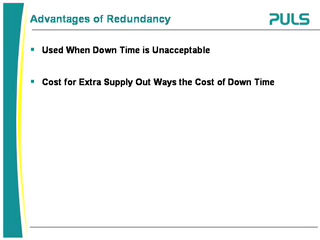 Advantages of Redundancy
PULS
Used When Down Time is Unacceptable
Cost for Extra Supply Out Ways the Cost of Down Time